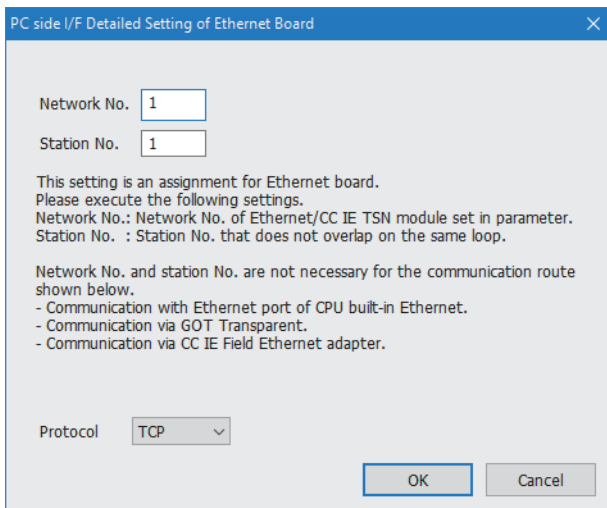 PC side I/F Detailed Setting of Ethernet Board
Network No. 1
Station No. 1
This setting is an assignment for Ethernet board.
Please execute the following settings.
Network No.: Network No. of Ethernet/CC IE TSN module set in parameter.
Station No. : Station No. that does not overlap on the same loop.
Network No. and station No. are not necessary for the communication route
shown below.
- Communication with Ethernet port of CPU built-in Ethernet.
- Communication via GOT Transparent.
- Communication via CC IE Field Ethernet adapter.
Protocol TCP
OK Cancel